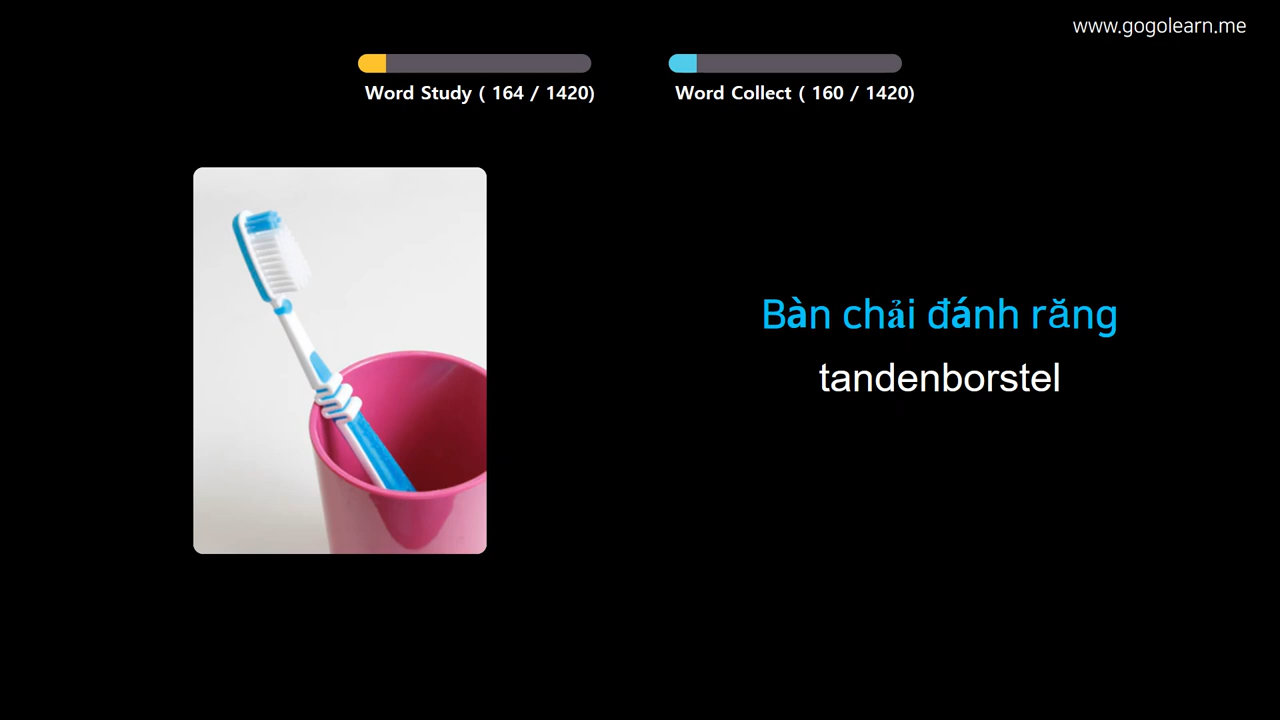 www.gogolearn.me
Word Study ( 164 / 1420)
Word Collect ( 160 / 1420)
Bàn chải đánh răng
tandenborstel